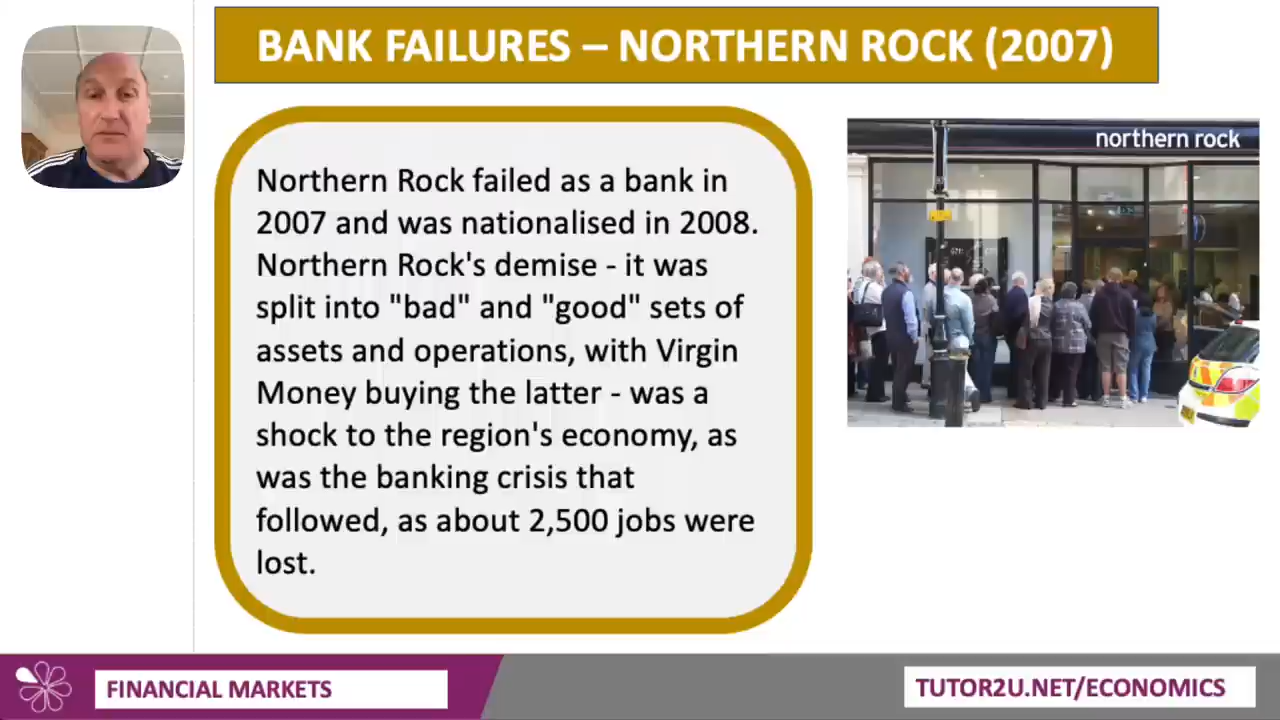 BANK FAILURES – NORTHERN ROCK (2007)
Northern Rock failed as a bank in
2007 and was nationalised in 2008.
Northern Rock's demise - it was
split into "bad" and "good" sets of
assets and operations, with Virgin
Money buying the latter - was a
shock to the region's economy, as
was the banking crisis that
followed, as about 2,500 jobs were
lost.
northern rock
FINANCIAL MARKETS
TUTOR2U.NET/ECONOMICS